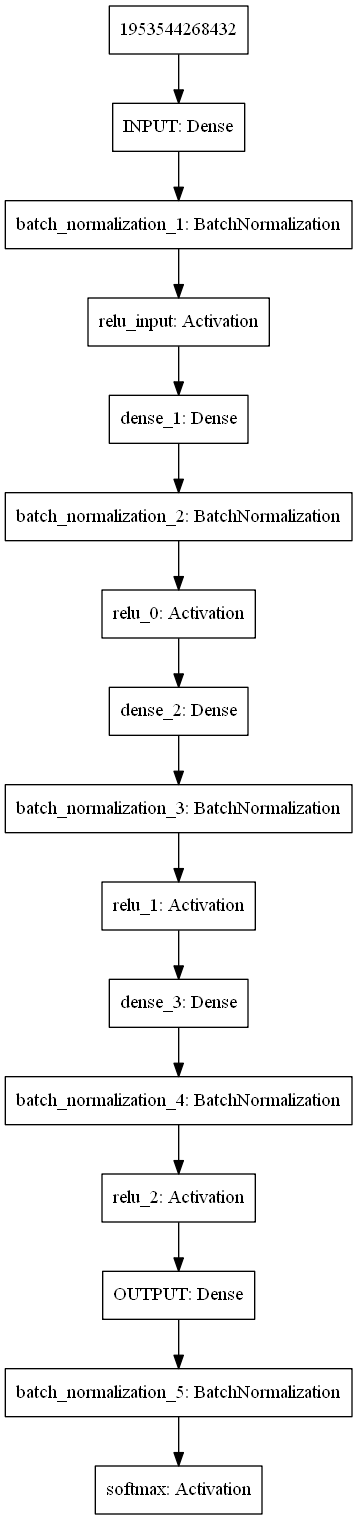 1953544268432
INPUT: Dense
batch_normalization_1: BatchNormalization
relu_input: Activation
dense_1: Dense
batch_normalization_2: BatchNormalization
relu_0: Activation
dense_2: Dense
batch_normalization_3: BatchNormalization
relu_1: Activation
dense_3: Dense
batch_normalization_4: BatchNormalization
relu_2: Activation
OUTPUT: Dense
batch_normalization_5: BatchNormalization
softmax: Activation